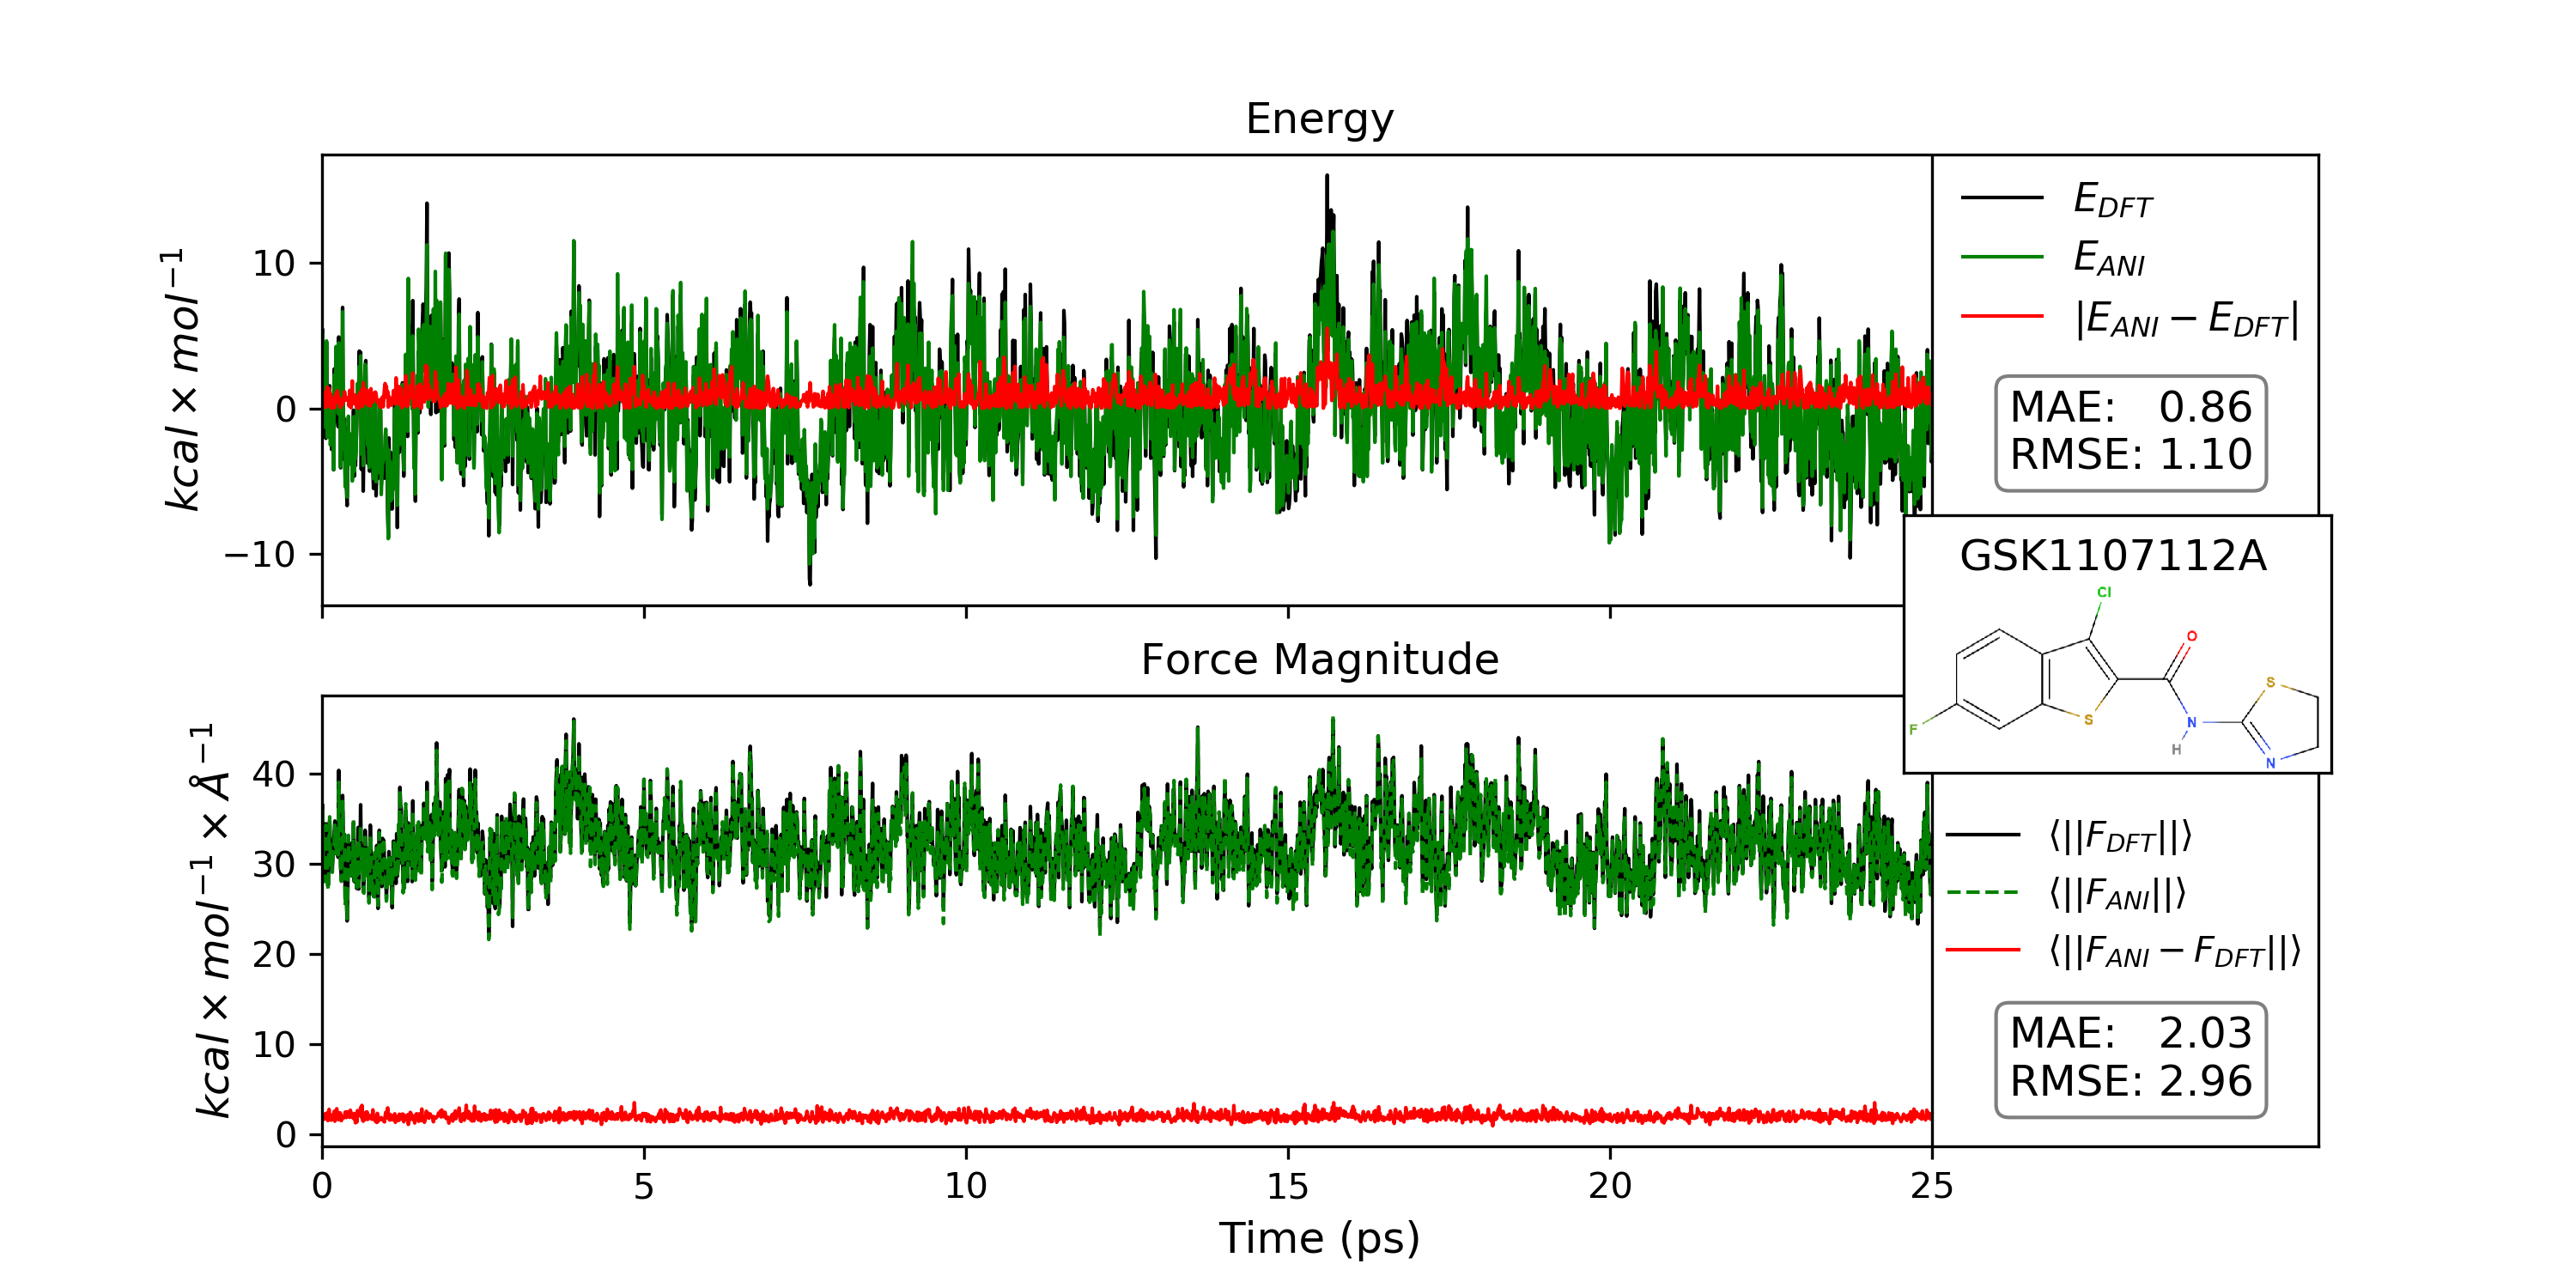 Energy
kcal × mol⁻¹
10
0
−10
E_DFT
E_ANI
|E_ANI − E_DFT|
MAE: 0.86
RMSE: 1.10
GSK1107112A
Cl
O
S
F
S
N
H
N
Force Magnitude
kcal × mol⁻¹ × Å⁻¹
40
30
20
10
0
⟨||F_DFT||⟩
⟨||F_ANI||⟩
⟨||F_ANI − F_DFT||⟩
MAE: 2.03
RMSE: 2.96
0 5 10 15 20 25
Time (ps)